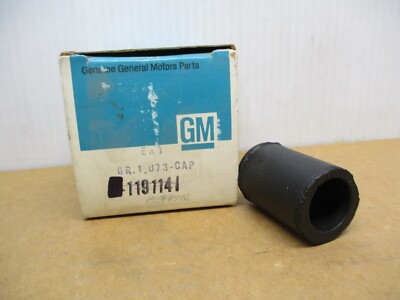 Genuine General Motors Parts
GM
GR.1,073-CAP
-1191141